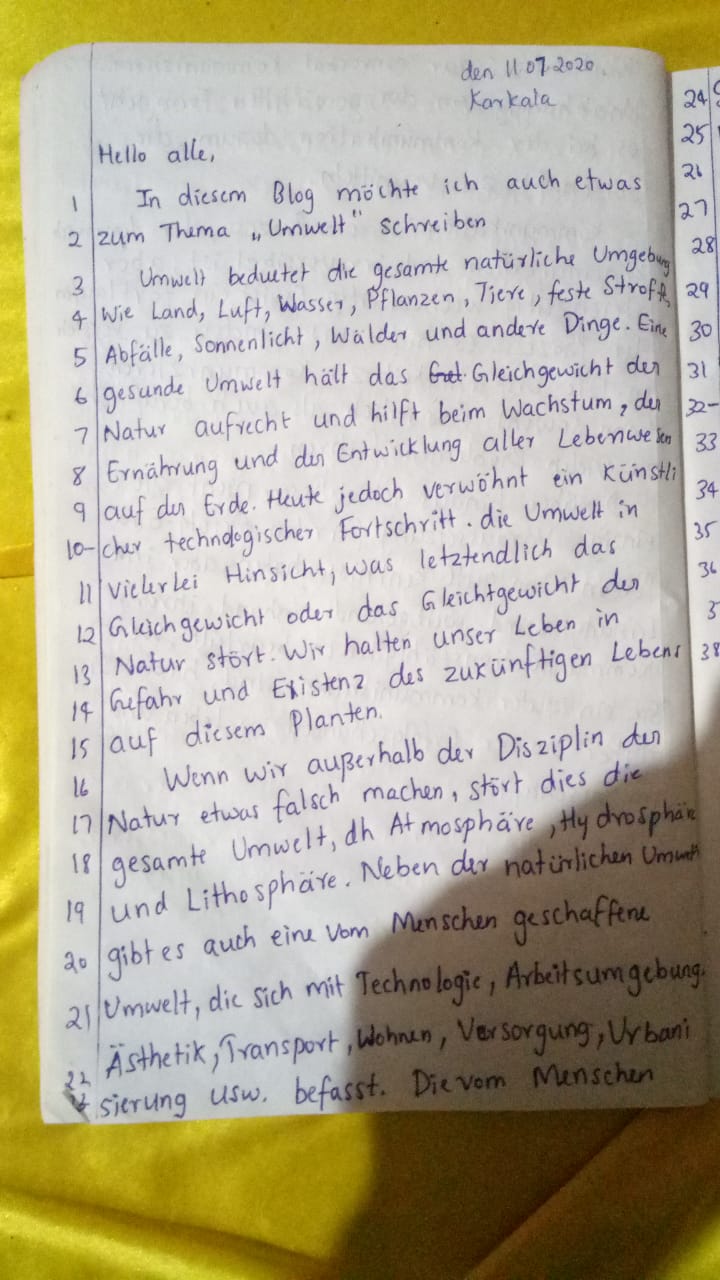 den 11.07.2020.
Karkala
Hello alle,
1 In diesem Blog möchte ich auch etwas
2 zum Thema „Umwelt" schreiben
3 Umwelt beduetet die gesamte natürliche Umgebung
4 Wie Land, Luft, Wasser, Pflanzen, Tiere, feste Stroffe,
5 Abfälle, Sonnenlicht, Wälder und andere Dinge. Eine
6 gesunde Umwelt hält das Gleichgewicht der
7 Natur aufrecht und hilft beim Wachstum, der
8 Ernährung und der Entwicklung aller Lebenwesen
9 auf der Erde. Heute jedoch verwöhnt ein Künstli
10 -cher technologischer Fortschritt. die Umwelt in
11 vielerlei Hinsicht, was letztendlich das
12 Gleichgewicht oder das Gleichtgewicht der
13 Natur stört. Wir halten unser Leben in
14 Gefahr und Existenz des zukünftigen Lebens
15 auf diesem Planten.
16 Wenn wir außerhalb der Disziplin der
17 Natur etwas falsch machen, stört dies die
18 gesamte Umwelt, dh Atmosphäre, Hydrosphäre
19 und Lithosphäre. Neben der natürlichen Umwelt
20 gibt es auch eine vom Menschen geschaffene
21 Umwelt, die sich mit Technologie, Arbeitsumgebung.
Ästhetik, Transport, Wohnen, Versorgung, Urbani
22 sierung usw. befasst. Die vom Menschen
24
25
26
27
28
29
30
31
32-
33
34
35
36
38